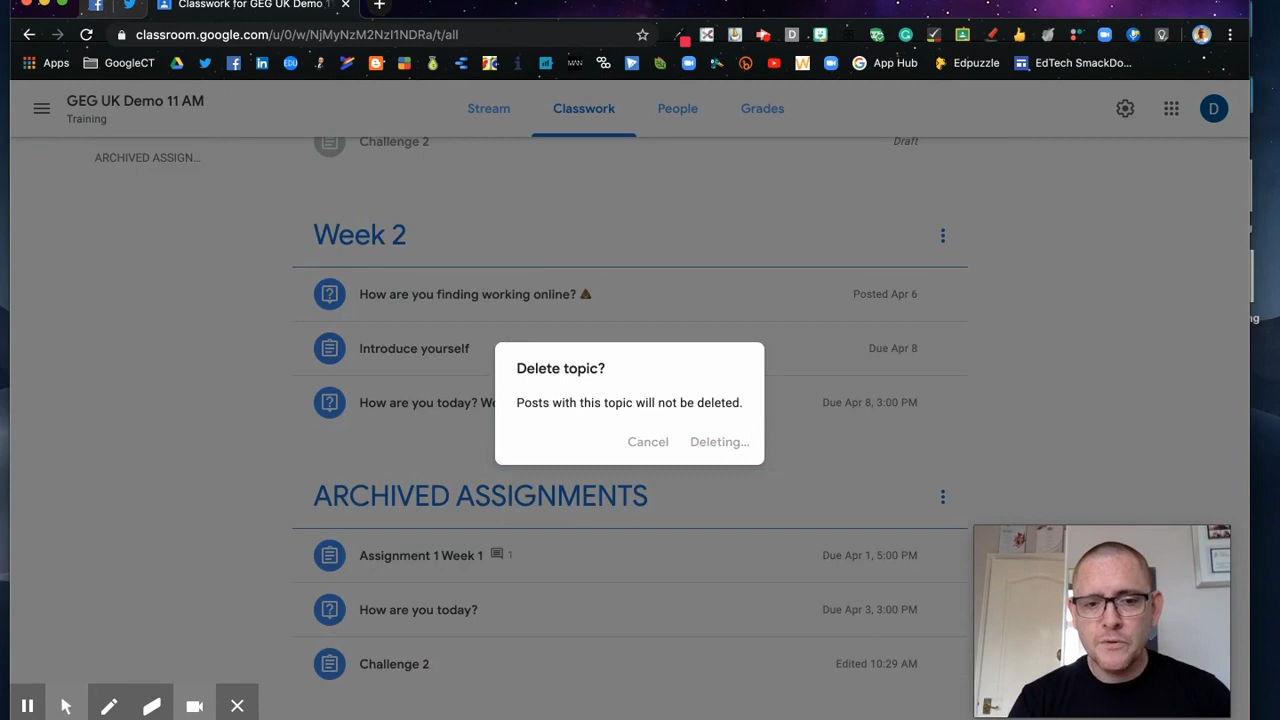 Classwork for GEG UK Demo 1
classroom.google.com/u/0/w/NjMyNzM2NzI1NDRa/t/all
Apps
GoogleCT
App Hub
Edpuzzle
EdTech SmackDo...
GEG UK Demo 11 AM
Training
Stream
Classwork
People
Grades
D
ARCHIVED ASSIGN...
Challenge 2
Draft
Week 2
How are you finding working online?
Posted Apr 6
Introduce yourself
Due Apr 8
How are you today? We
Due Apr 8, 3:00 PM
Delete topic?
Posts with this topic will not be deleted.
Cancel
Deleting...
ARCHIVED ASSIGNMENTS
Assignment 1 Week 1
1
Due Apr 1, 5:00 PM
How are you today?
Due Apr 3, 3:00 PM
Challenge 2
Edited 10:29 AM